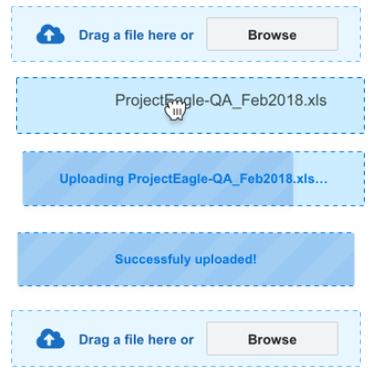 Drag a file here or Browse
ProjectEagle-QA_Feb2018.xls
Uploading ProjectEagle-QA_Feb2018.xls...
Successfuly uploaded!
Drag a file here or Browse